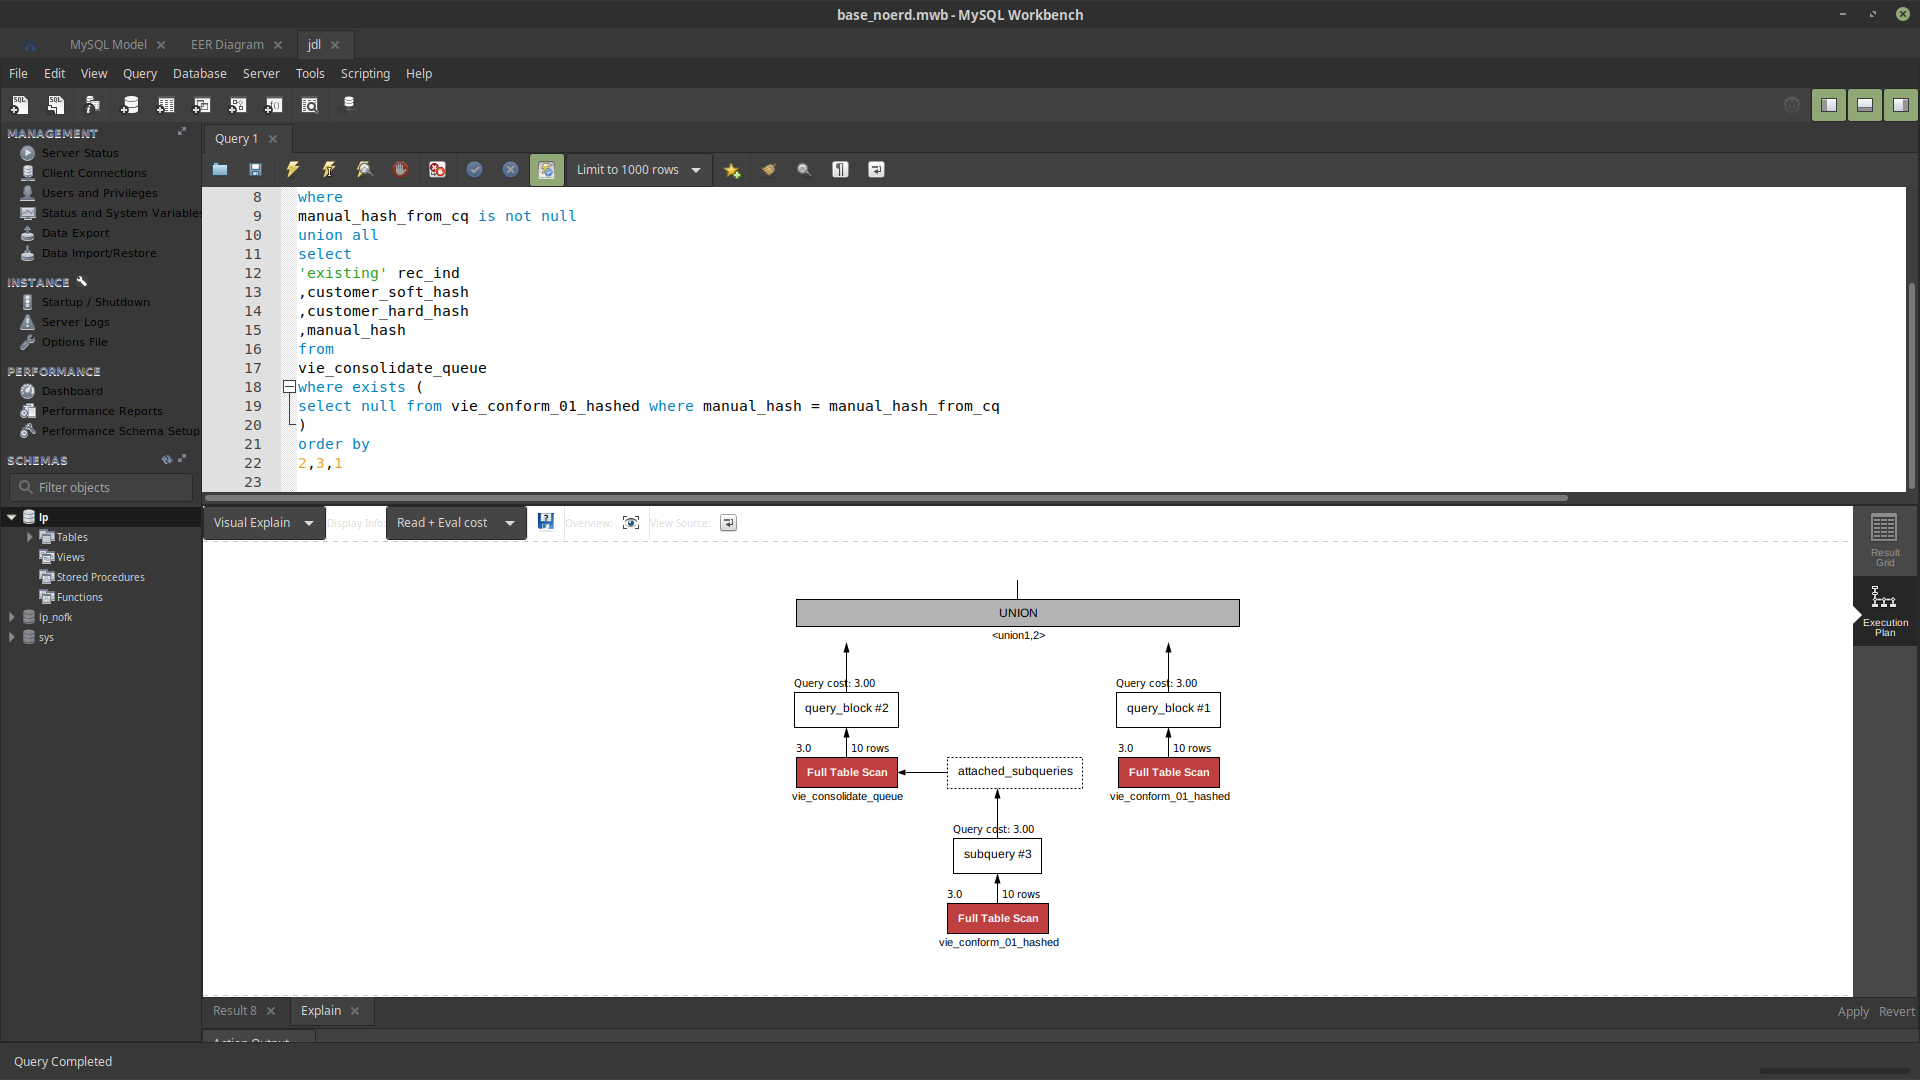 base_noerd.mwb - MySQL Workbench
MySQL Model
EER Diagram
jdl
File Edit View Query Database Server Tools Scripting Help
MANAGEMENT
Server Status
Client Connections
Users and Privileges
Status and System Variables
Data Export
Data Import/Restore
INSTANCE
Startup / Shutdown
Server Logs
Options File
PERFORMANCE
Dashboard
Performance Reports
Performance Schema Setup
SCHEMAS
Filter objects
lp
Tables
Views
Stored Procedures
Functions
lp_nofk
sys
Query 1
Limit to 1000 rows
8 where
9 manual_hash_from_cq is not null
10 union all
11 select
12 'existing' rec_ind
13 ,customer_soft_hash
14 ,customer_hard_hash
15 ,manual_hash
16 from
17 vie_consolidate_queue
18 where exists (
19 select null from vie_conform_01_hashed where manual_hash = manual_hash_from_cq
20 )
21 order by
22 2,3,1
23
Visual Explain
Display Info:
Read + Eval cost
Overview:
View Source:
UNION
<union1,2>
Query cost: 3.00
query_block #2
3.0 10 rows
Full Table Scan
vie_consolidate_queue
attached_subqueries
Query cost: 3.00
subquery #3
3.0 10 rows
Full Table Scan
vie_conform_01_hashed
Query cost: 3.00
query_block #1
3.0 10 rows
Full Table Scan
vie_conform_01_hashed
Result
Grid
Execution
Plan
Result 8
Explain
Apply Revert
Action Output
Query Completed